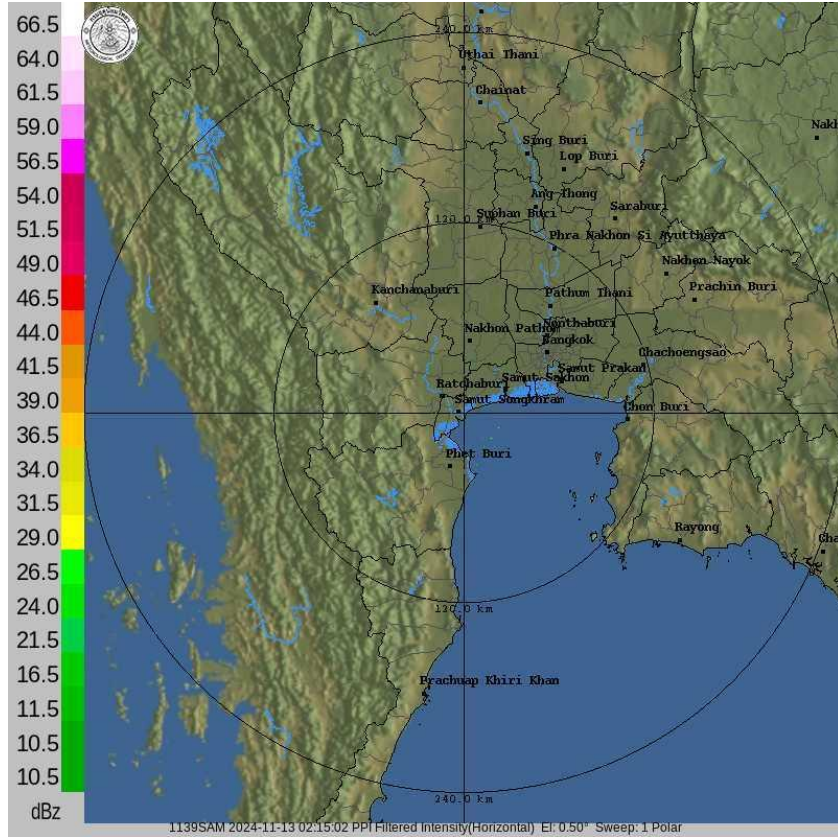 66.5
64.0
61.5
59.0
56.5
54.0
51.5
49.0
46.5
44.0
41.5
39.0
36.5
34.0
31.5
29.0
26.5
24.0
21.5
16.5
11.5
10.5
10.5
dBz
240.0 km
Uthai Thani
Chainat
Sing Buri
Lop Buri
Ang Thong
Saraburi
Suphan Buri
130.0 km
Phra Nakhon Si Ayutthaya
Nakhon Nayok
Kanchanaburi
Prachin Buri
Pathum Thani
Nonthaburi
Nakhon Pathom
Bangkok
Chachoengsao
Samut Prakan
Samut Sakhon
Ratchaburi
Samut Songkhram
Chon Buri
Phet Buri
Rayong
130.0 km
Prachuap Khiri Khan
240.0 km
1139SAM 2024-11-13 02:15:02 PPI Filtered Intensity(Horizontal) El: 0.50° Sweep: 1 Polar